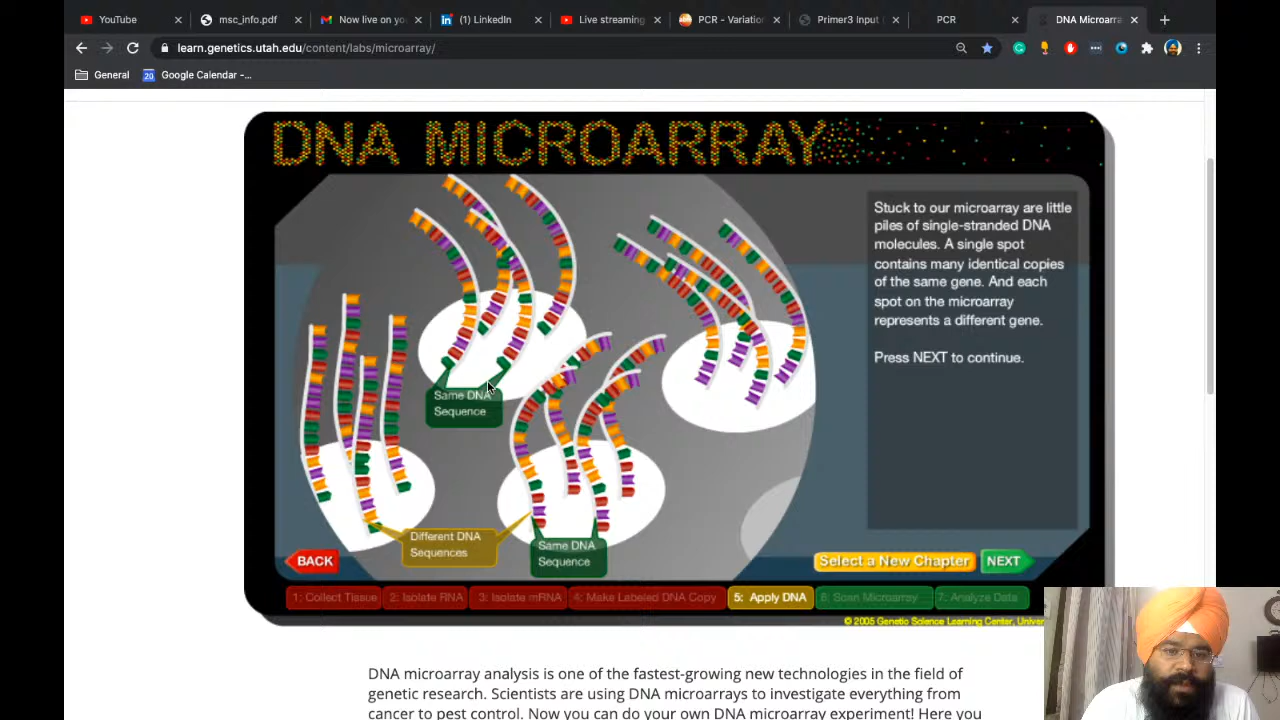 YouTube
msc_info.pdf
Now live on yo
(1) LinkedIn
Live streaming
PCR - Variatio
Primer3 Input
PCR
DNA Microarra
learn.genetics.utah.edu/content/labs/microarray/
General
Google Calendar -...
DNA MICROARRAY
Stuck to our microarray are little
piles of single-stranded DNA
molecules. A single spot
contains many identical copies
of the same gene. And each
spot on the microarray
represents a different gene.
Press NEXT to continue.
Same DNA
Sequence
Different DNA
Sequences
Same DNA
Sequence
BACK
Select a New Chapter
NEXT
1: Collect Tissue
2: Isolate RNA
3: Isolate mRNA
4: Make Labeled DNA Copy
5: Apply DNA
6: Scan Microarray
7. Analyze Data
© 2005 Genetic Science Learning Center, Univer
DNA microarray analysis is one of the fastest-growing new technologies in the field of
genetic research. Scientists are using DNA microarrays to investigate everything from
cancer to pest control. Now you can do your own DNA microarray experiment! Here you